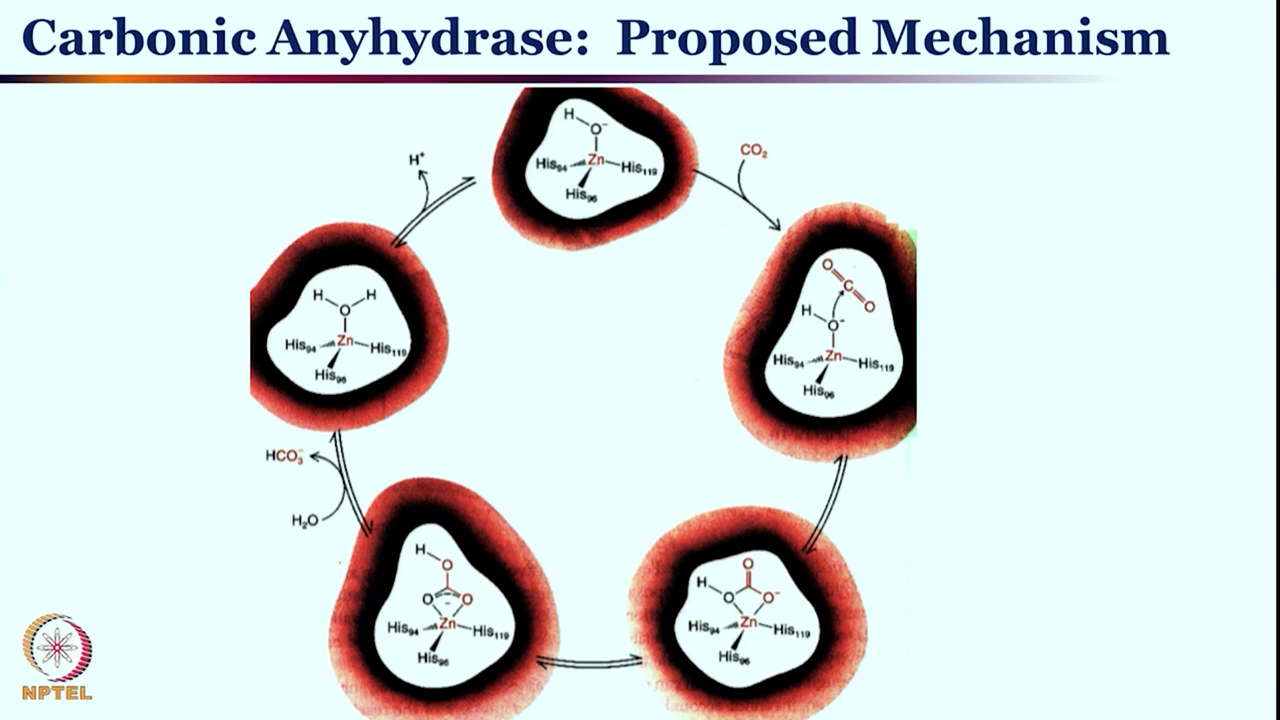 Carbonic Anyhydrase: Proposed Mechanism
H
O⁻
His₉₄ Zn His₁₁₉
His₉₆
CO₂
H⁺
O
C
O
H
O⁻
His₉₄ Zn His₁₁₉
His₉₆
H H
O
His₉₄ Zn His₁₁₉
His₉₆
HCO₃⁻
H₂O
H
O
O O
-
His₉₄ Zn His₁₁₉
His₉₆
O
H
O O⁻
His₉₄ Zn His₁₁₉
His₉₆
NPTEL